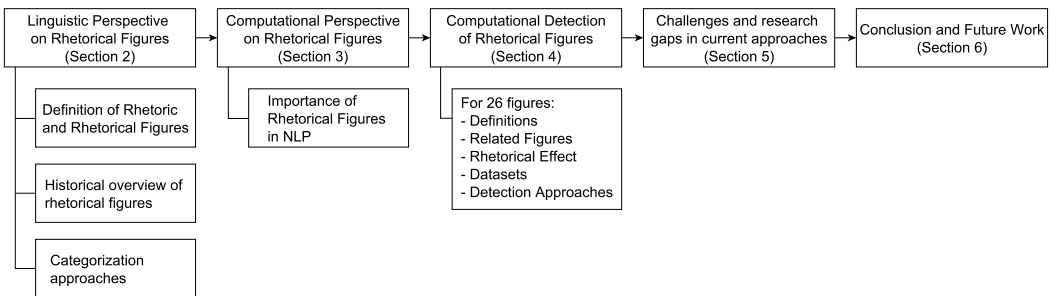 Linguistic Perspective
on Rhetorical Figures
(Section 2)
Definition of Rhetoric
and Rhetorical Figures
Historical overview of
rhetorical figures
Categorization
approaches
Computational Perspective
on Rhetorical Figures
(Section 3)
Importance of
Rhetorical Figures
in NLP
Computational Detection
of Rhetorical Figures
(Section 4)
For 26 figures:
- Definitions
- Related Figures
- Rhetorical Effect
- Datasets
- Detection Approaches
Challenges and research
gaps in current approaches
(Section 5)
Conclusion and Future Work
(Section 6)